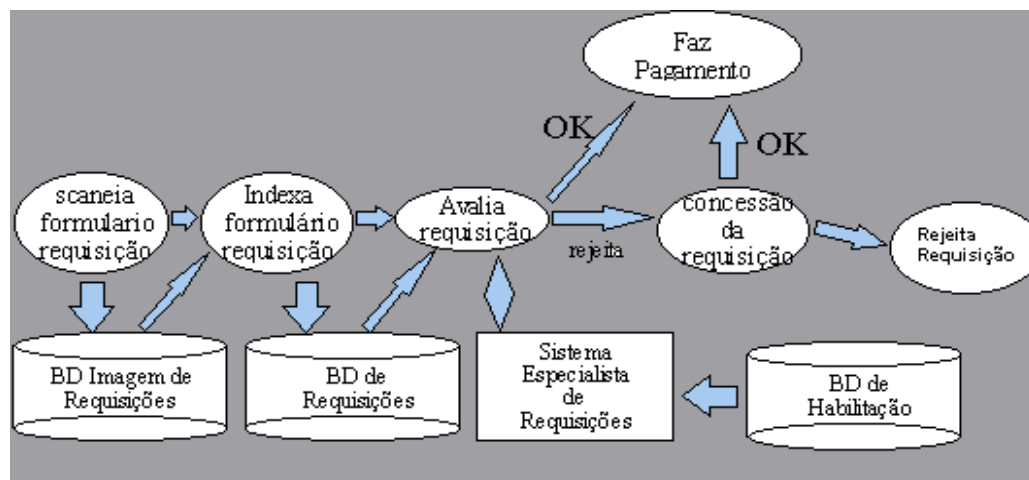 Faz
Pagamento
OK
OK
scaneia
formulario
requisição
Indexa
formulário
requisição
Avalia
requisição
rejeita
concessão
da
requisição
Rejeita
Requisição
BD Imagem de
Requisições
BD de
Requisições
Sistema
Especialista
de
Requisições
BD de
Habilitação